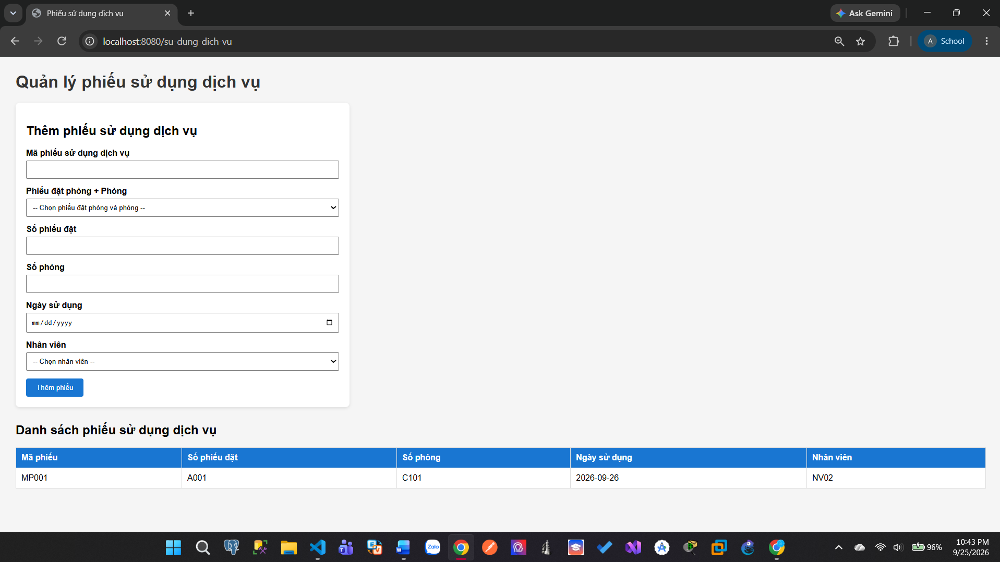 Phiếu sử dụng dịch vụ
Ask Gemini
localhost:8080/su-dung-dich-vu
A School
Quản lý phiếu sử dụng dịch vụ
Thêm phiếu sử dụng dịch vụ
Mã phiếu sử dụng dịch vụ
Phiếu đặt phòng + Phòng
-- Chọn phiếu đặt phòng và phòng --
Số phiếu đặt
Số phòng
Ngày sử dụng
mm/dd/yyyy
Nhân viên
-- Chọn nhân viên --
Thêm phiếu
Danh sách phiếu sử dụng dịch vụ
Mã phiếu Số phiếu đặt Số phòng Ngày sử dụng Nhân viên
MP001 A001 C101 2026-09-26 NV02
Zalo
96%
10:43 PM
9/25/2026